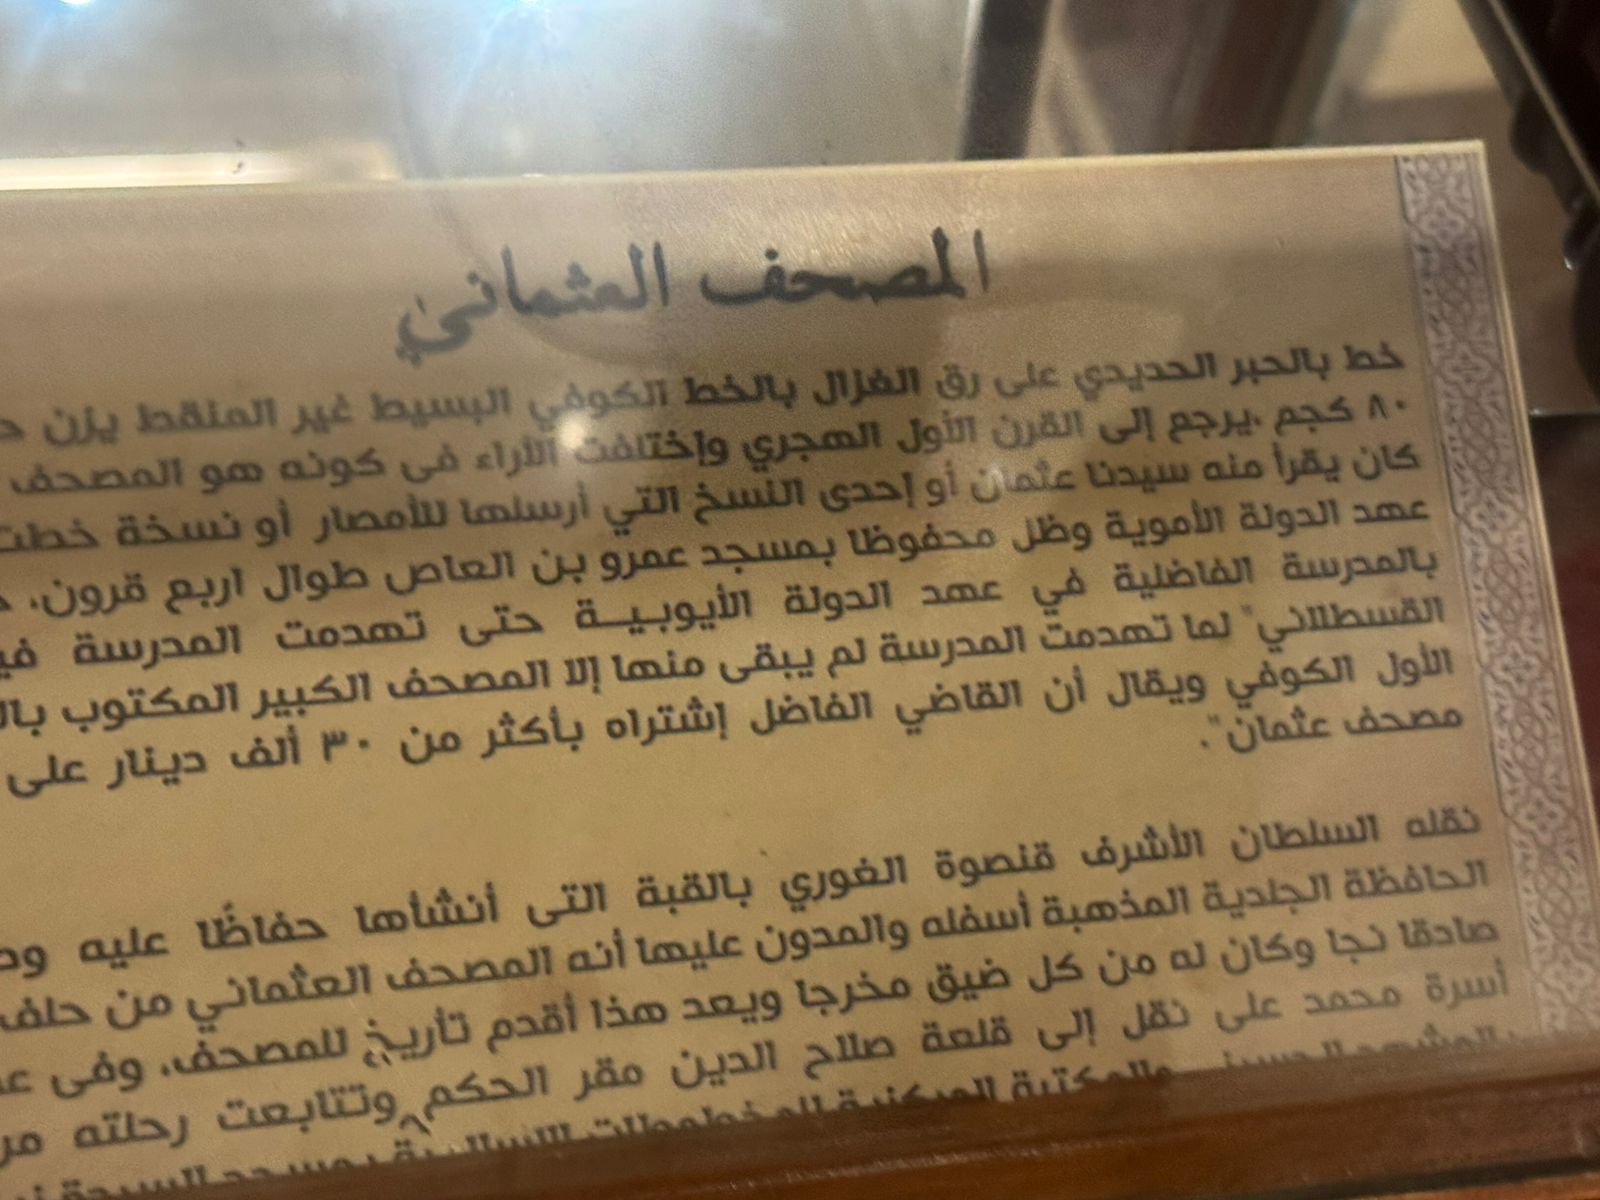 المصحف العثماني
خط بالحبر الحديدي على رق الغزال بالخط الكوفي البسيط غير المنقط يزن
٨٠ كجم ،يرجع إلى القرن الأول الهجري وإختلفت الأراء فى كونه هو المصحف
كان يقرأ منه سيدنا عثمان أو إحدى النسخ التي أرسلها للأمصار أو نسخة خطت
عهد الدولة الأموية وظل محفوظا بمسجد عمرو بن العاص طوال اربع قرون،
بالمدرسة الفاضلية في عهد الدولة الأيوبية حتى تهدمت المدرسة
القسطلاني" لما تهدمت المدرسة لم يبقى منها إلا المصحف الكبير المكتوب
الأول الكوفي ويقال أن القاضي الفاضل إشتراه بأكثر من ٣٠ ألف دينار على
مصحف عثمان".
نقله السلطان الأشرف قنصوة الغوري بالقبة التى أنشأها حفاظًا عليه
الحافظة الجلدية المذهبة أسفله والمدون عليها أنه المصحف العثماني من حلف
صادقا نجا وكان له من كل ضيق مخرجا ويعد هذا أقدم تأريخ للمصحف، وفى
أسرة محمد على نقل إلى قلعة صلاح الدين مقر الحكم وتتابعت رحلته
والمكتبة المركزية للمخطوطات